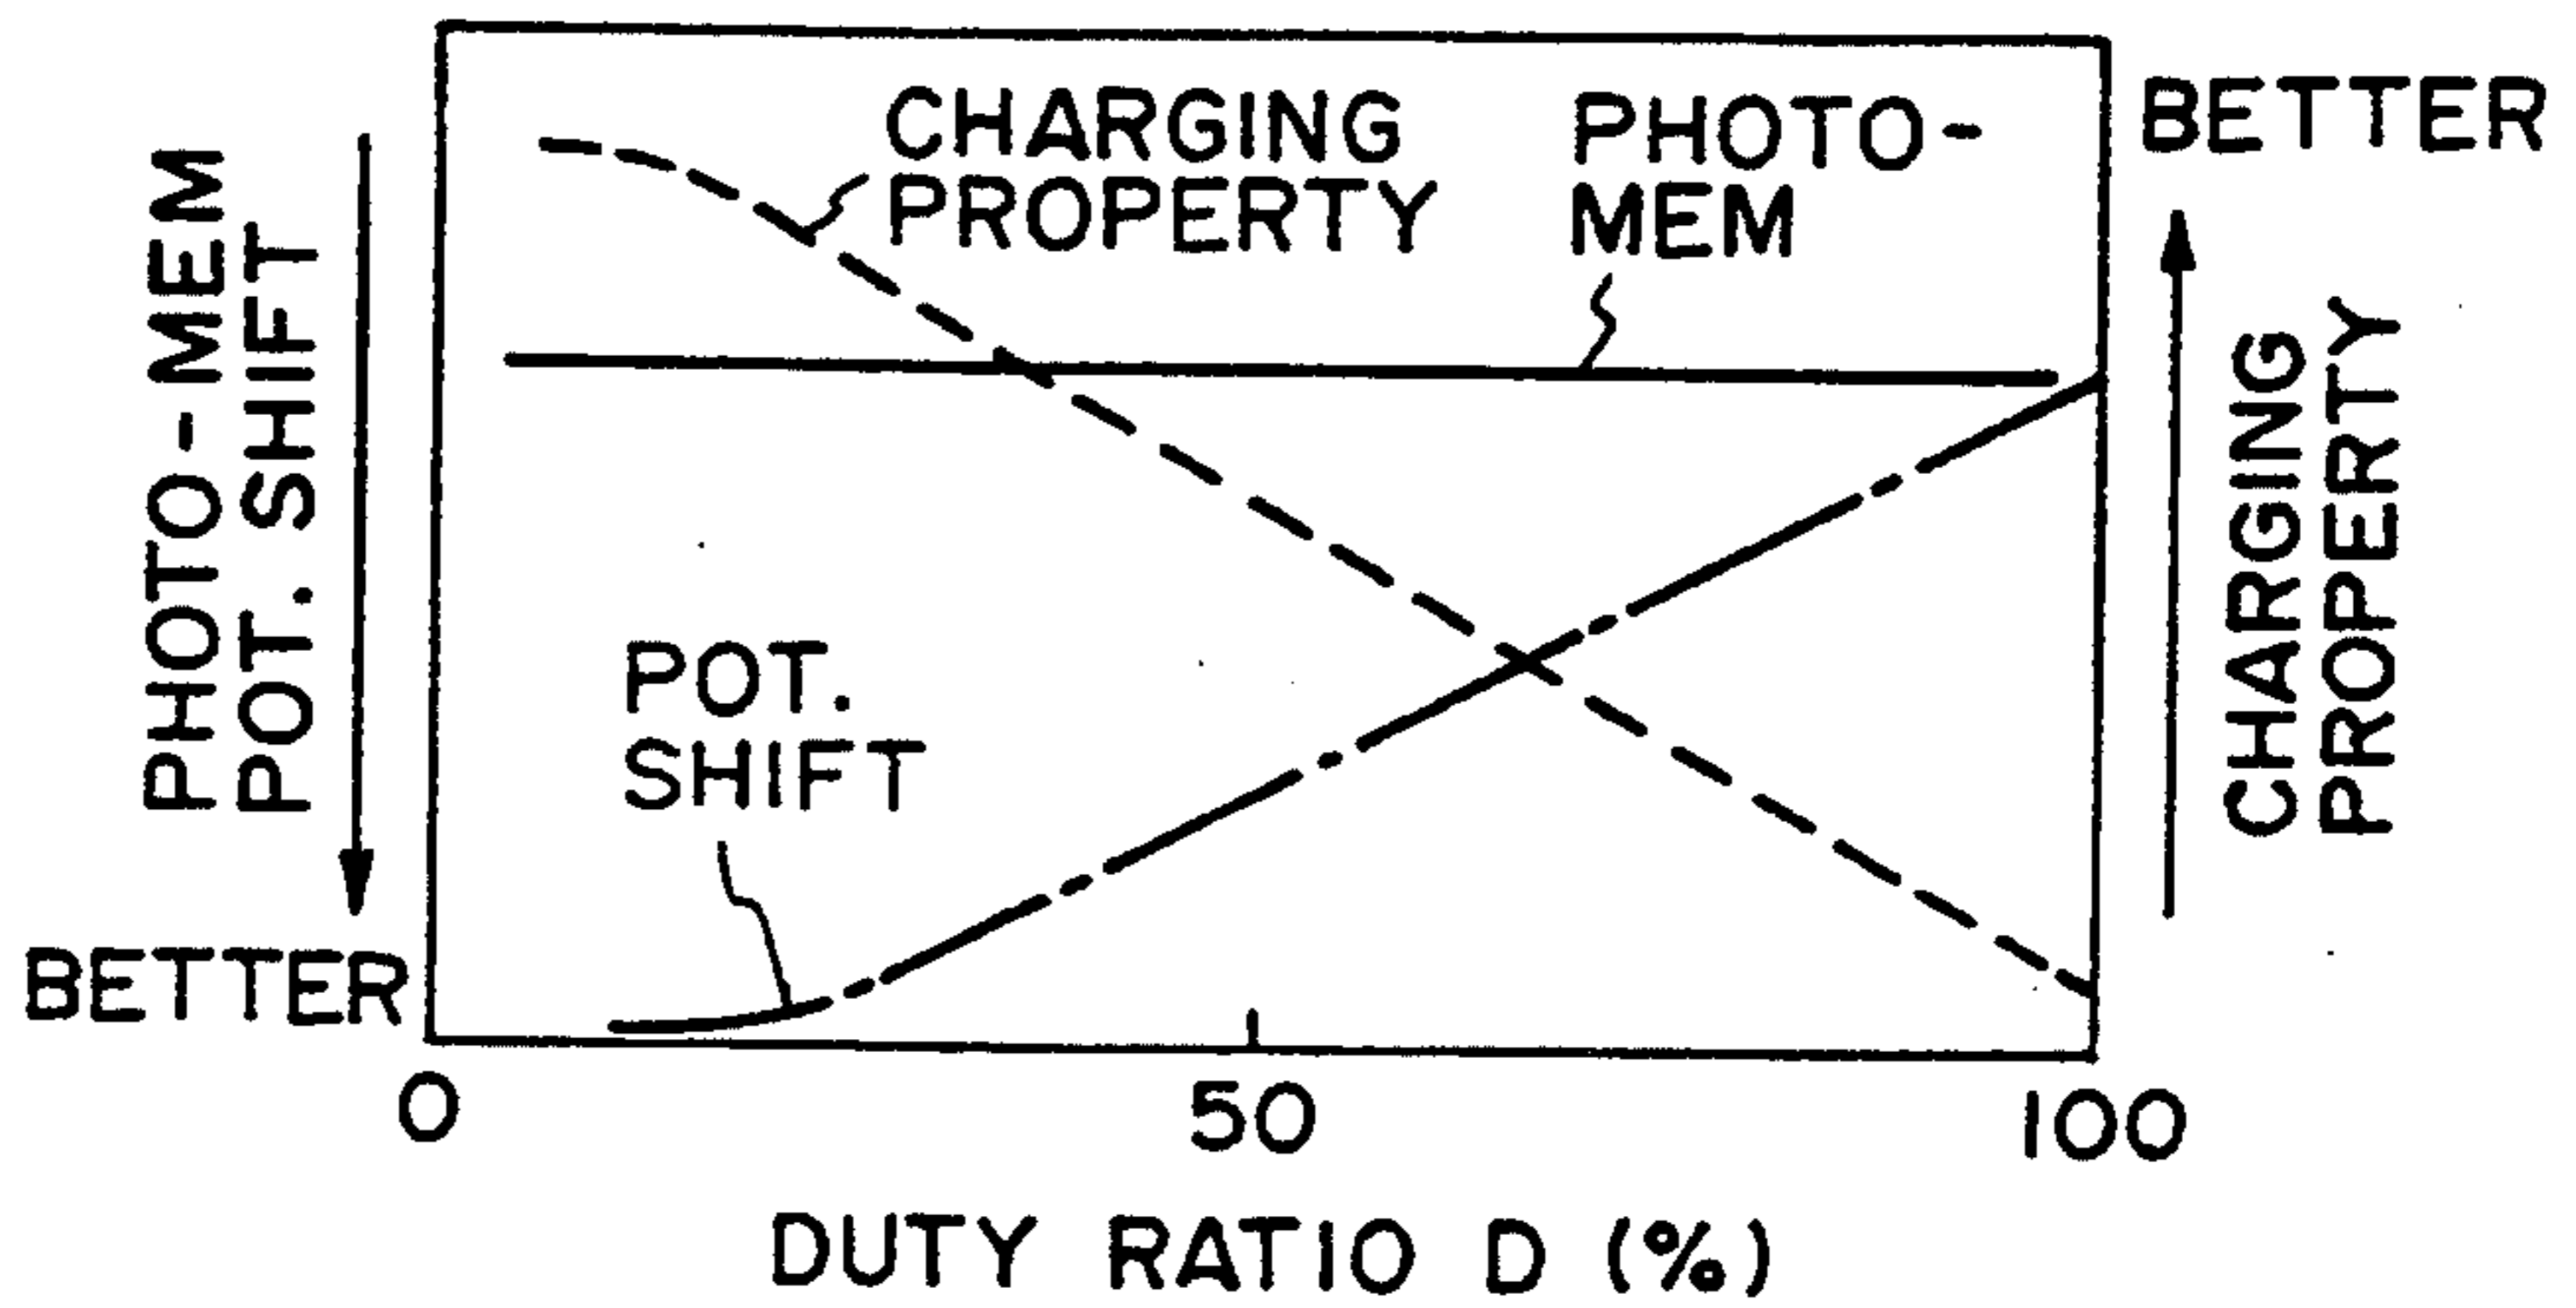 CHARGING
PROPERTY
PHOTO-
MEM
BETTER
PHOTO-MEM
POT. SHIFT
CHARGING
PROPERTY
POT.
SHIFT
BETTER
0
50
100
DUTY RATIO D (%)